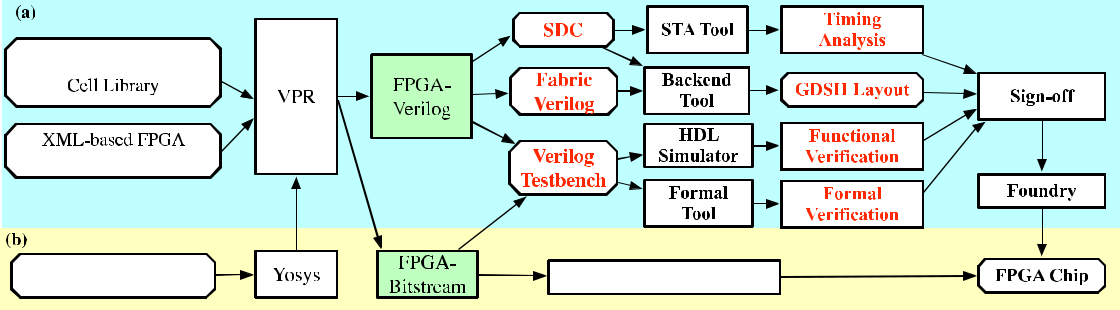 (a)
Cell Library
XML-based FPGA
VPR
FPGA-
Verilog
SDC
Fabric
Verilog
Verilog
Testbench
STA Tool
Backend
Tool
HDL
Simulator
Formal
Tool
Timing
Analysis
GDSII Layout
Functional
Verification
Formal
Verification
Sign-off
Foundry
(b)
Yosys
FPGA-
Bitstream
FPGA Chip